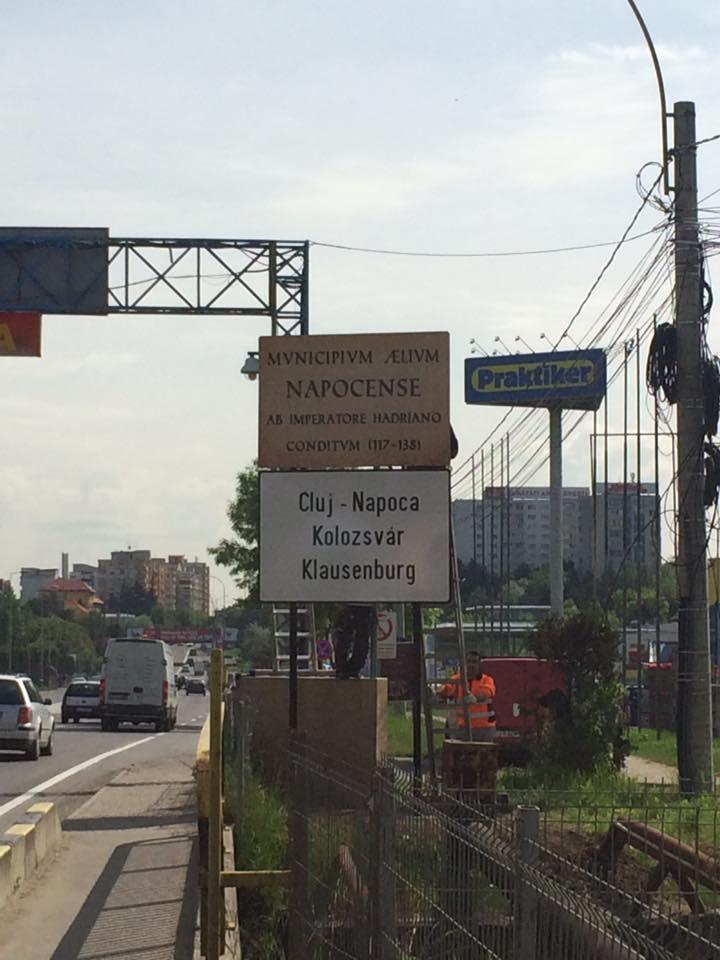 MVNICIPIVM ÆLIVM
NAPOCENSE
AB IMPERATORE HADRIANO
CONDITVM (117-138)
Cluj - Napoca
Kolozsvár
Klausenburg
Praktiker